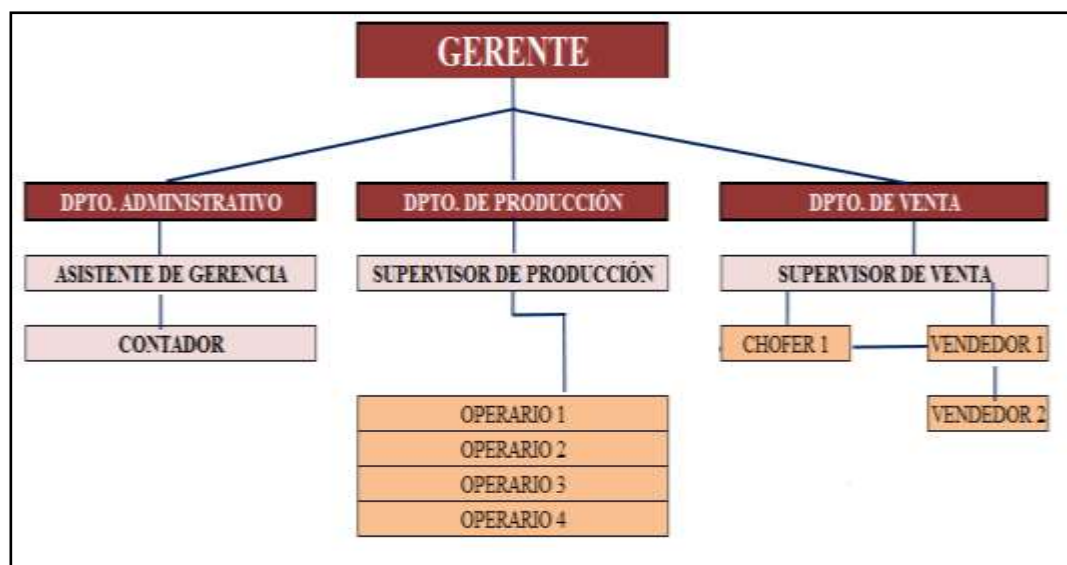 GERENTE
DPTO. ADMINISTRATIVO
DPTO. DE PRODUCCIÓN
DPTO. DE VENTA
ASISTENTE DE GERENCIA
SUPERVISOR DE PRODUCCIÓN
SUPERVISOR DE VENTA
CONTADOR
CHOFER 1
VENDEDOR 1
VENDEDOR 2
OPERARIO 1
OPERARIO 2
OPERARIO 3
OPERARIO 4